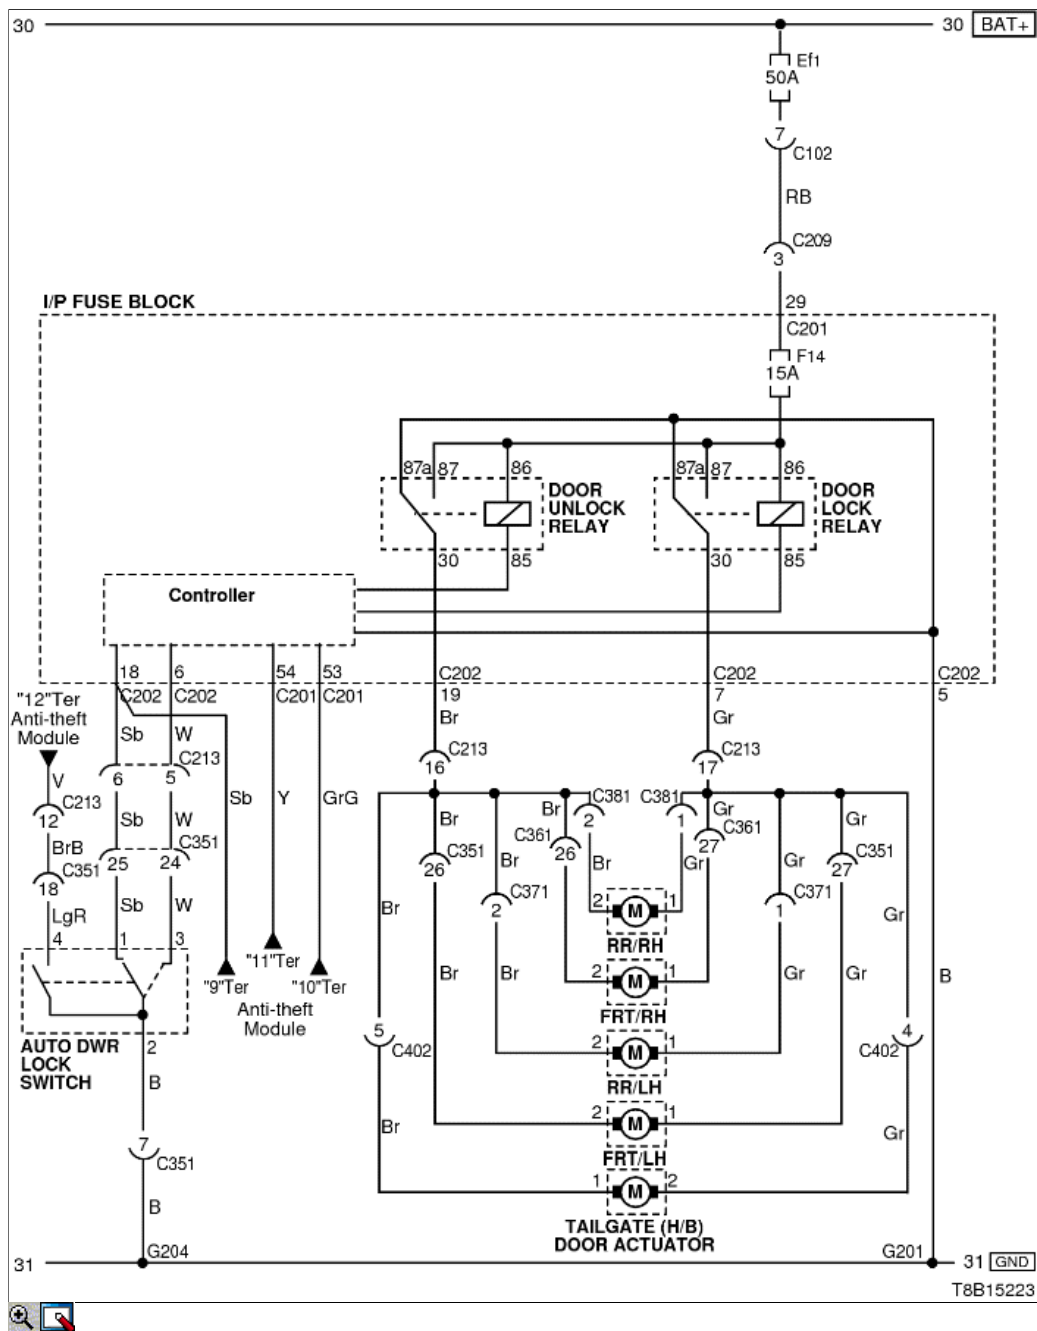 30
30 BAT+
Ef1
50A
7
C102
RB
C209
3
I/P FUSE BLOCK
29
C201
F14
15A
87a 87 86
87a 87 86
DOOR
UNLOCK
RELAY
DOOR
LOCK
RELAY
30 85
30 85
Controller
18 6 54 53
C202 C202 C201 C201
C202
19
C202
7
C202
5
"12"Ter
Anti-theft
Module
Sb W
Br
Gr
C213
C213
C213
6 5
16
17
V
C213
12
Sb W
Sb Y GrG
BrB
C351
C351
25 24
18
LgR
Sb W
4 1 3
Br
C351
26
Br
C371
2
Br
C361
26
C381
2
Br
C381
1
Gr
Gr
C361
27
Gr
C371
1
Gr
C351
27
Br
2 M 1
RR/RH
Gr
"9"Ter
"11"Ter
"10"Ter
Anti-theft
Module
Br
Br
2 M 1
FRT/RH
Gr
Gr
B
AUTO DWR
LOCK
SWITCH
2
B
5
C402
2 M 1
RR/LH
4
C402
Br
2 M 1
FRT/LH
Gr
7
C351
B
1 M 2
TAILGATE (H/B)
DOOR ACTUATOR
31
G204
G201
31 GND
T8B15223